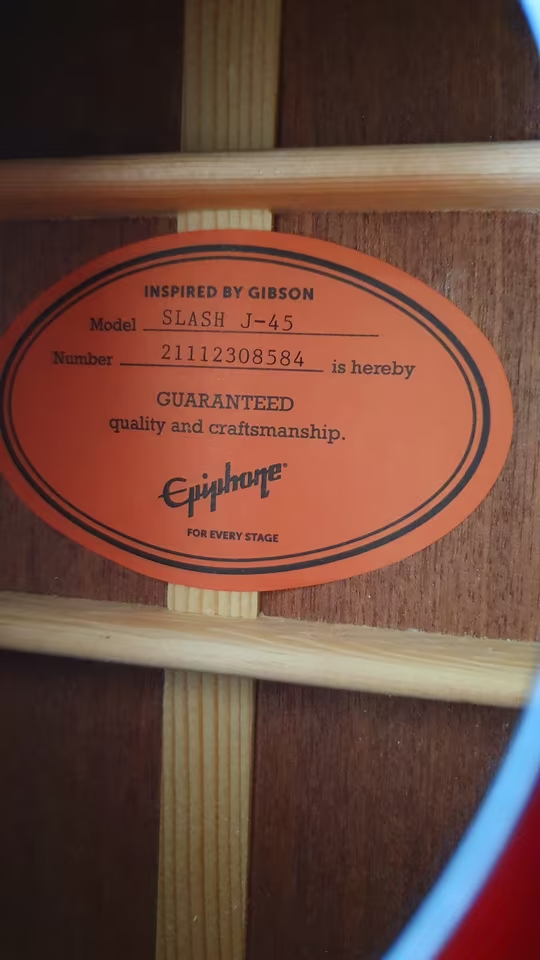 INSPIRED BY GIBSON
Model SLASH J-45
Number 21112308584 is hereby
GUARANTEED
quality and craftsmanship.
Epiphone
FOR EVERY STAGE